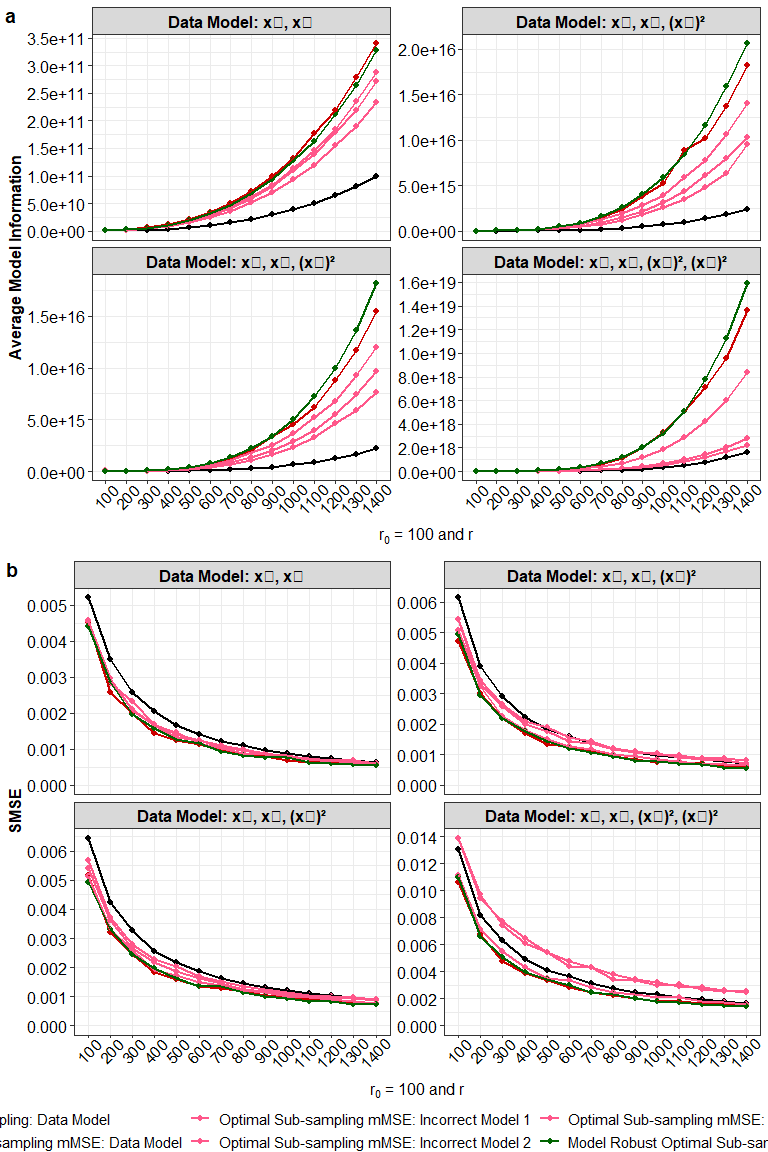 a
Data Model: x▯, x▯
Data Model: x▯, x▯, (x▯)²
3.5e+11
3.0e+11
2.5e+11
2.0e+11
1.5e+11
1.0e+11
5.0e+10
0.0e+00
2.0e+16
1.5e+16
1.0e+16
5.0e+15
0.0e+00
Average Model Information
Data Model: x▯, x▯, (x▯)²
Data Model: x▯, x▯, (x▯)², (x▯)²
1.5e+16
1.0e+16
5.0e+15
0.0e+00
1.6e+19
1.4e+19
1.2e+19
1.0e+19
8.0e+18
6.0e+18
4.0e+18
2.0e+18
0.0e+00
100 200 300 400 500 600 700 800 900 1000 1100 1200 1300 1400
100 200 300 400 500 600 700 800 900 1000 1100 1200 1300 1400
r₀ = 100 and r
b
Data Model: x▯, x▯
Data Model: x▯, x▯, (x▯)²
0.005
0.004
0.003
0.002
0.001
0.000
0.006
0.005
0.004
0.003
0.002
0.001
0.000
SMSE
Data Model: x▯, x▯, (x▯)²
Data Model: x▯, x▯, (x▯)², (x▯)²
0.006
0.005
0.004
0.003
0.002
0.001
0.000
0.014
0.012
0.010
0.008
0.006
0.004
0.002
0.000
100 200 300 400 500 600 700 800 900 1000 1100 1200 1300 1400
100 200 300 400 500 600 700 800 900 1000 1100 1200 1300 1400
r₀ = 100 and r
pling: Data Model
Optimal Sub-sampling mMSE: Incorrect Model 1
Optimal Sub-sampling mMSE:
sampling mMSE: Data Model
Optimal Sub-sampling mMSE: Incorrect Model 2
Model Robust Optimal Sub-sar